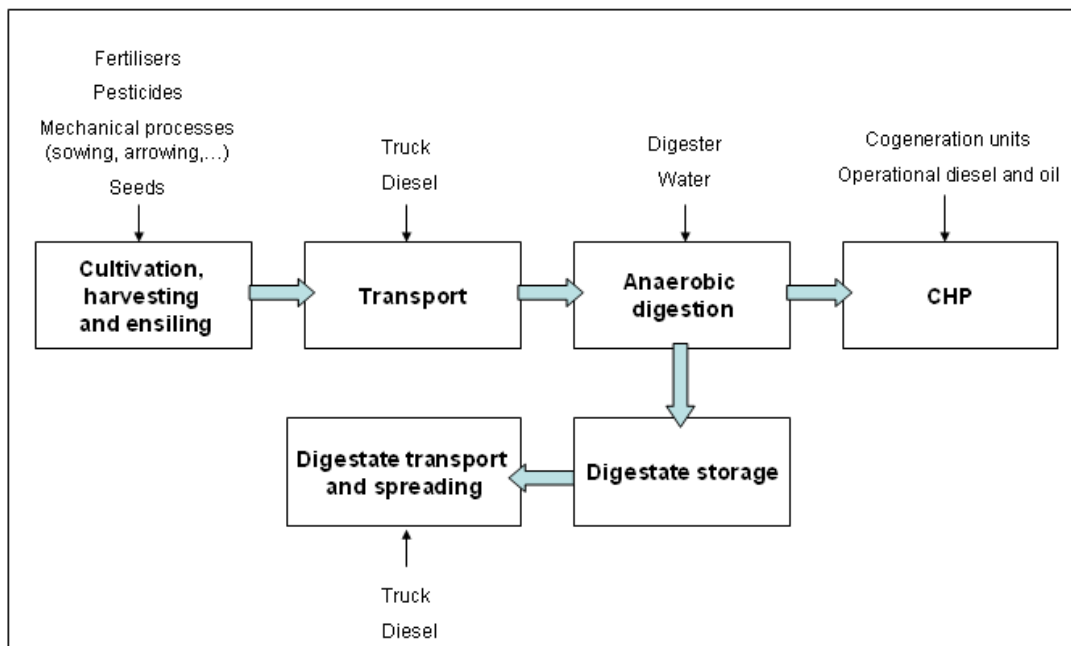 Fertilisers
Pesticides
Mechanical processes
(sowing, arrowing,...)
Seeds
Truck
Diesel
Digester
Water
Cogeneration units
Operational diesel and oil
Cultivation,
harvesting
and ensiling
Transport
Anaerobic
digestion
CHP
Digestate transport
and spreading
Digestate storage
Truck
Diesel